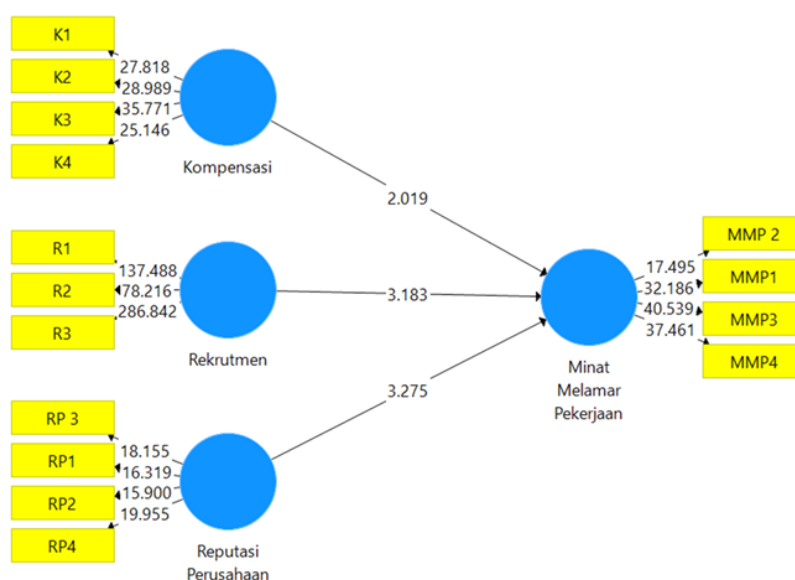 K1
K2
K3
K4
27.818
28.989
35.771
25.146
Kompensasi
2.019
R1
R2
R3
137.488
78.216
286.842
Rekrutmen
3.183
RP 3
RP1
RP2
RP4
18.155
16.319
15.900
19.955
Reputasi
Perusahaan
3.275
Minat
Melamar
Pekerjaan
17.495
32.186
40.539
37.461
MMP 2
MMP1
MMP3
MMP4